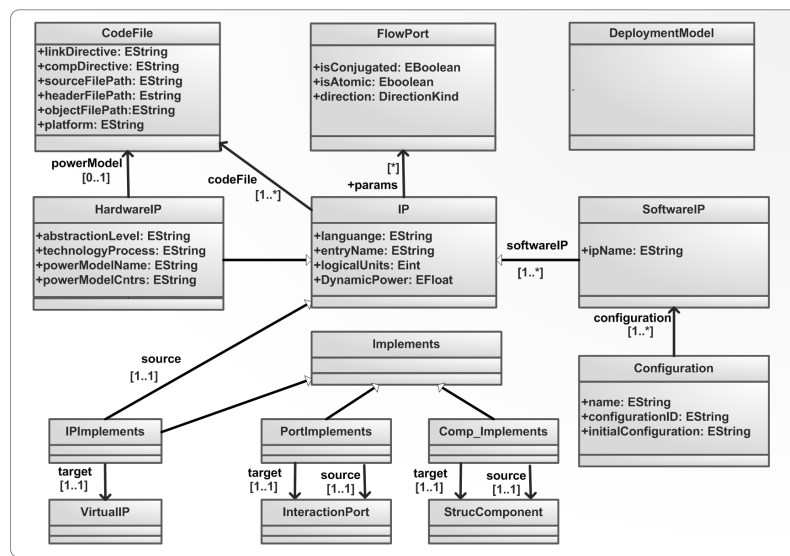 CodeFile
+linkDirective: EString
+compDirective: EString
+sourceFilePath: EString
+headerFilePath: Estring
+objectFilePath:EString
+platform: EString
FlowPort
+isConjugated: EBoolean
+isAtomic: Eboolean
+direction: DirectionKind
DeploymentModel
powerModel
[0..1]
codeFile
[1..*]
[*]
+params
HardwareIP
+abstractionLevel: EString
+technologyProcess: EString
+powerModelName: EString
+powerModelCntrs: EString
IP
+languange: EString
+entryName: EString
+logicalUnits: Eint
+DynamicPower: EFloat
softwareIP
[1..*]
SoftwareIP
+ipName: EString
configuration
[1..*]
source
[1..1]
Implements
Configuration
+name: EString
+configurationID: EString
+initialConfiguration: EString
IPImplements
PortImplements
Comp_Implements
target
[1..1]
target
[1..1]
source
[1..1]
target
[1..1]
source
[1..1]
VirtualIP
InteractionPort
StrucComponent